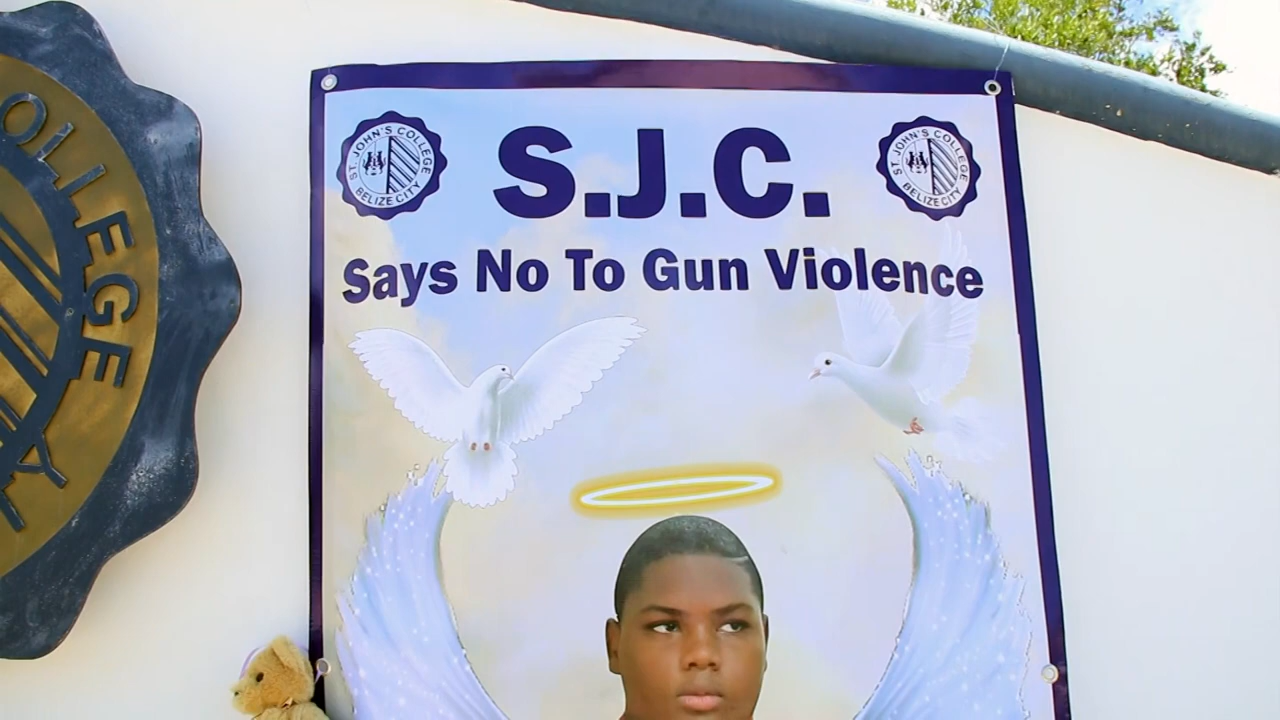 OLLEGE
S.J.C.
ST. JOHN'S COLLEGE
BELIZE CITY
ST. JOHN'S COLLEGE
BELIZE CITY
Says No To Gun Violence